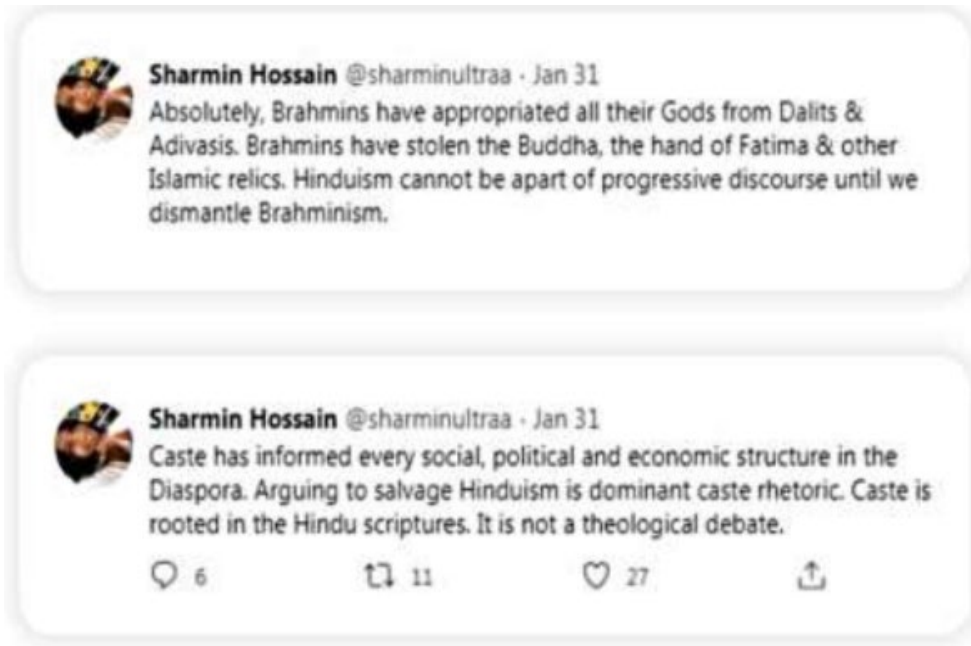 Sharmin Hossain @sharminultraa · Jan 31
Absolutely, Brahmins have appropriated all their Gods from Dalits &
Adivasis. Brahmins have stolen the Buddha, the hand of Fatima & other
Islamic relics. Hinduism cannot be apart of progressive discourse until we
dismantle Brahminism.
Sharmin Hossain @sharminultraa · Jan 31
Caste has informed every social, political and economic structure in the
Diaspora. Arguing to salvage Hinduism is dominant caste rhetoric. Caste is
rooted in the Hindu scriptures. It is not a theological debate.
6 11 27